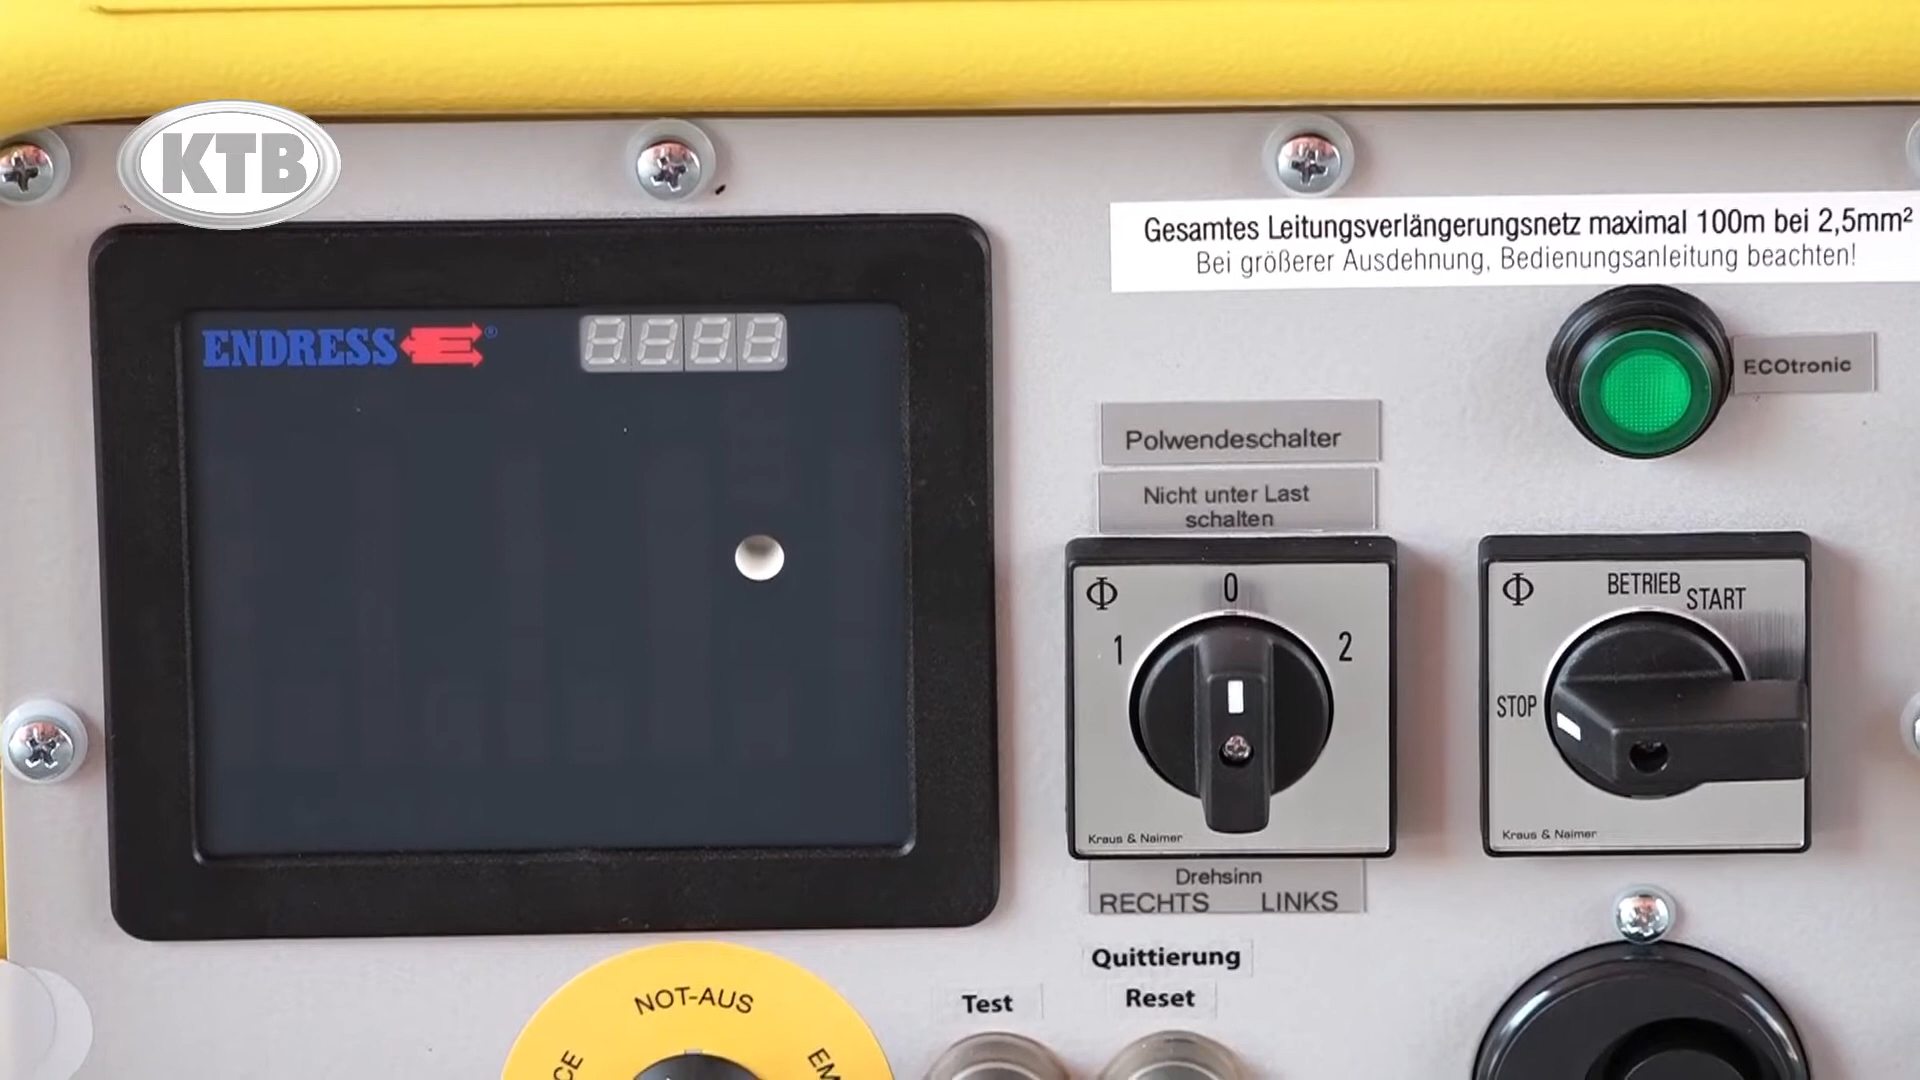 KTB
Gesamtes Leitungsverlängerungsnetz maximal 100m bei 2,5mm²
Bei größerer Ausdehnung, Bedienungsanleitung beachten!
ENDRESS
ECOtronic
Polwendeschalter
Nicht unter Last
schalten
0
1
2
Kraus & Naimer
BETRIEB
START
STOP
Kraus & Naimer
Drehsinn
RECHTS LINKS
Quittierung
Test
Reset
NOT-AUS